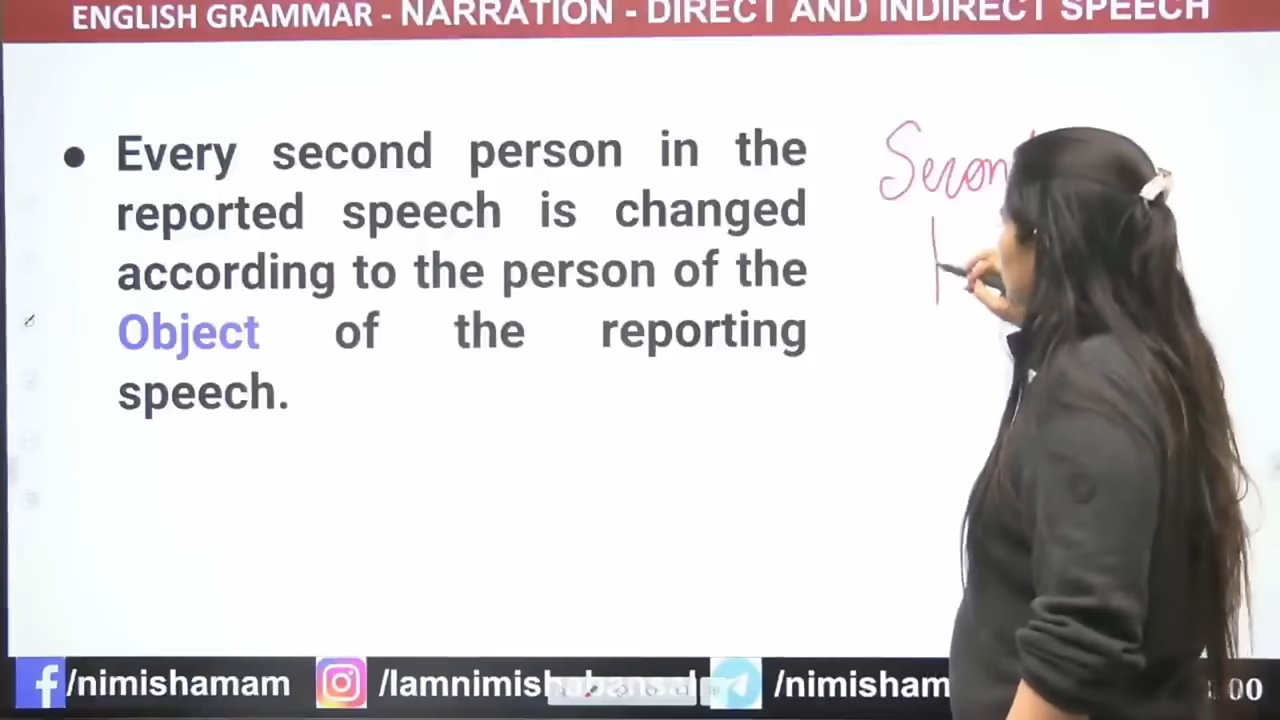 ENGLISH GRAMMAR - NARRATION - DIRECT AND INDIRECT SPEECH
• Every second person in the
reported speech is changed
according to the person of the
Object of the reporting
speech.
/nimishamam
/Iamnimishabansal
/nimisham